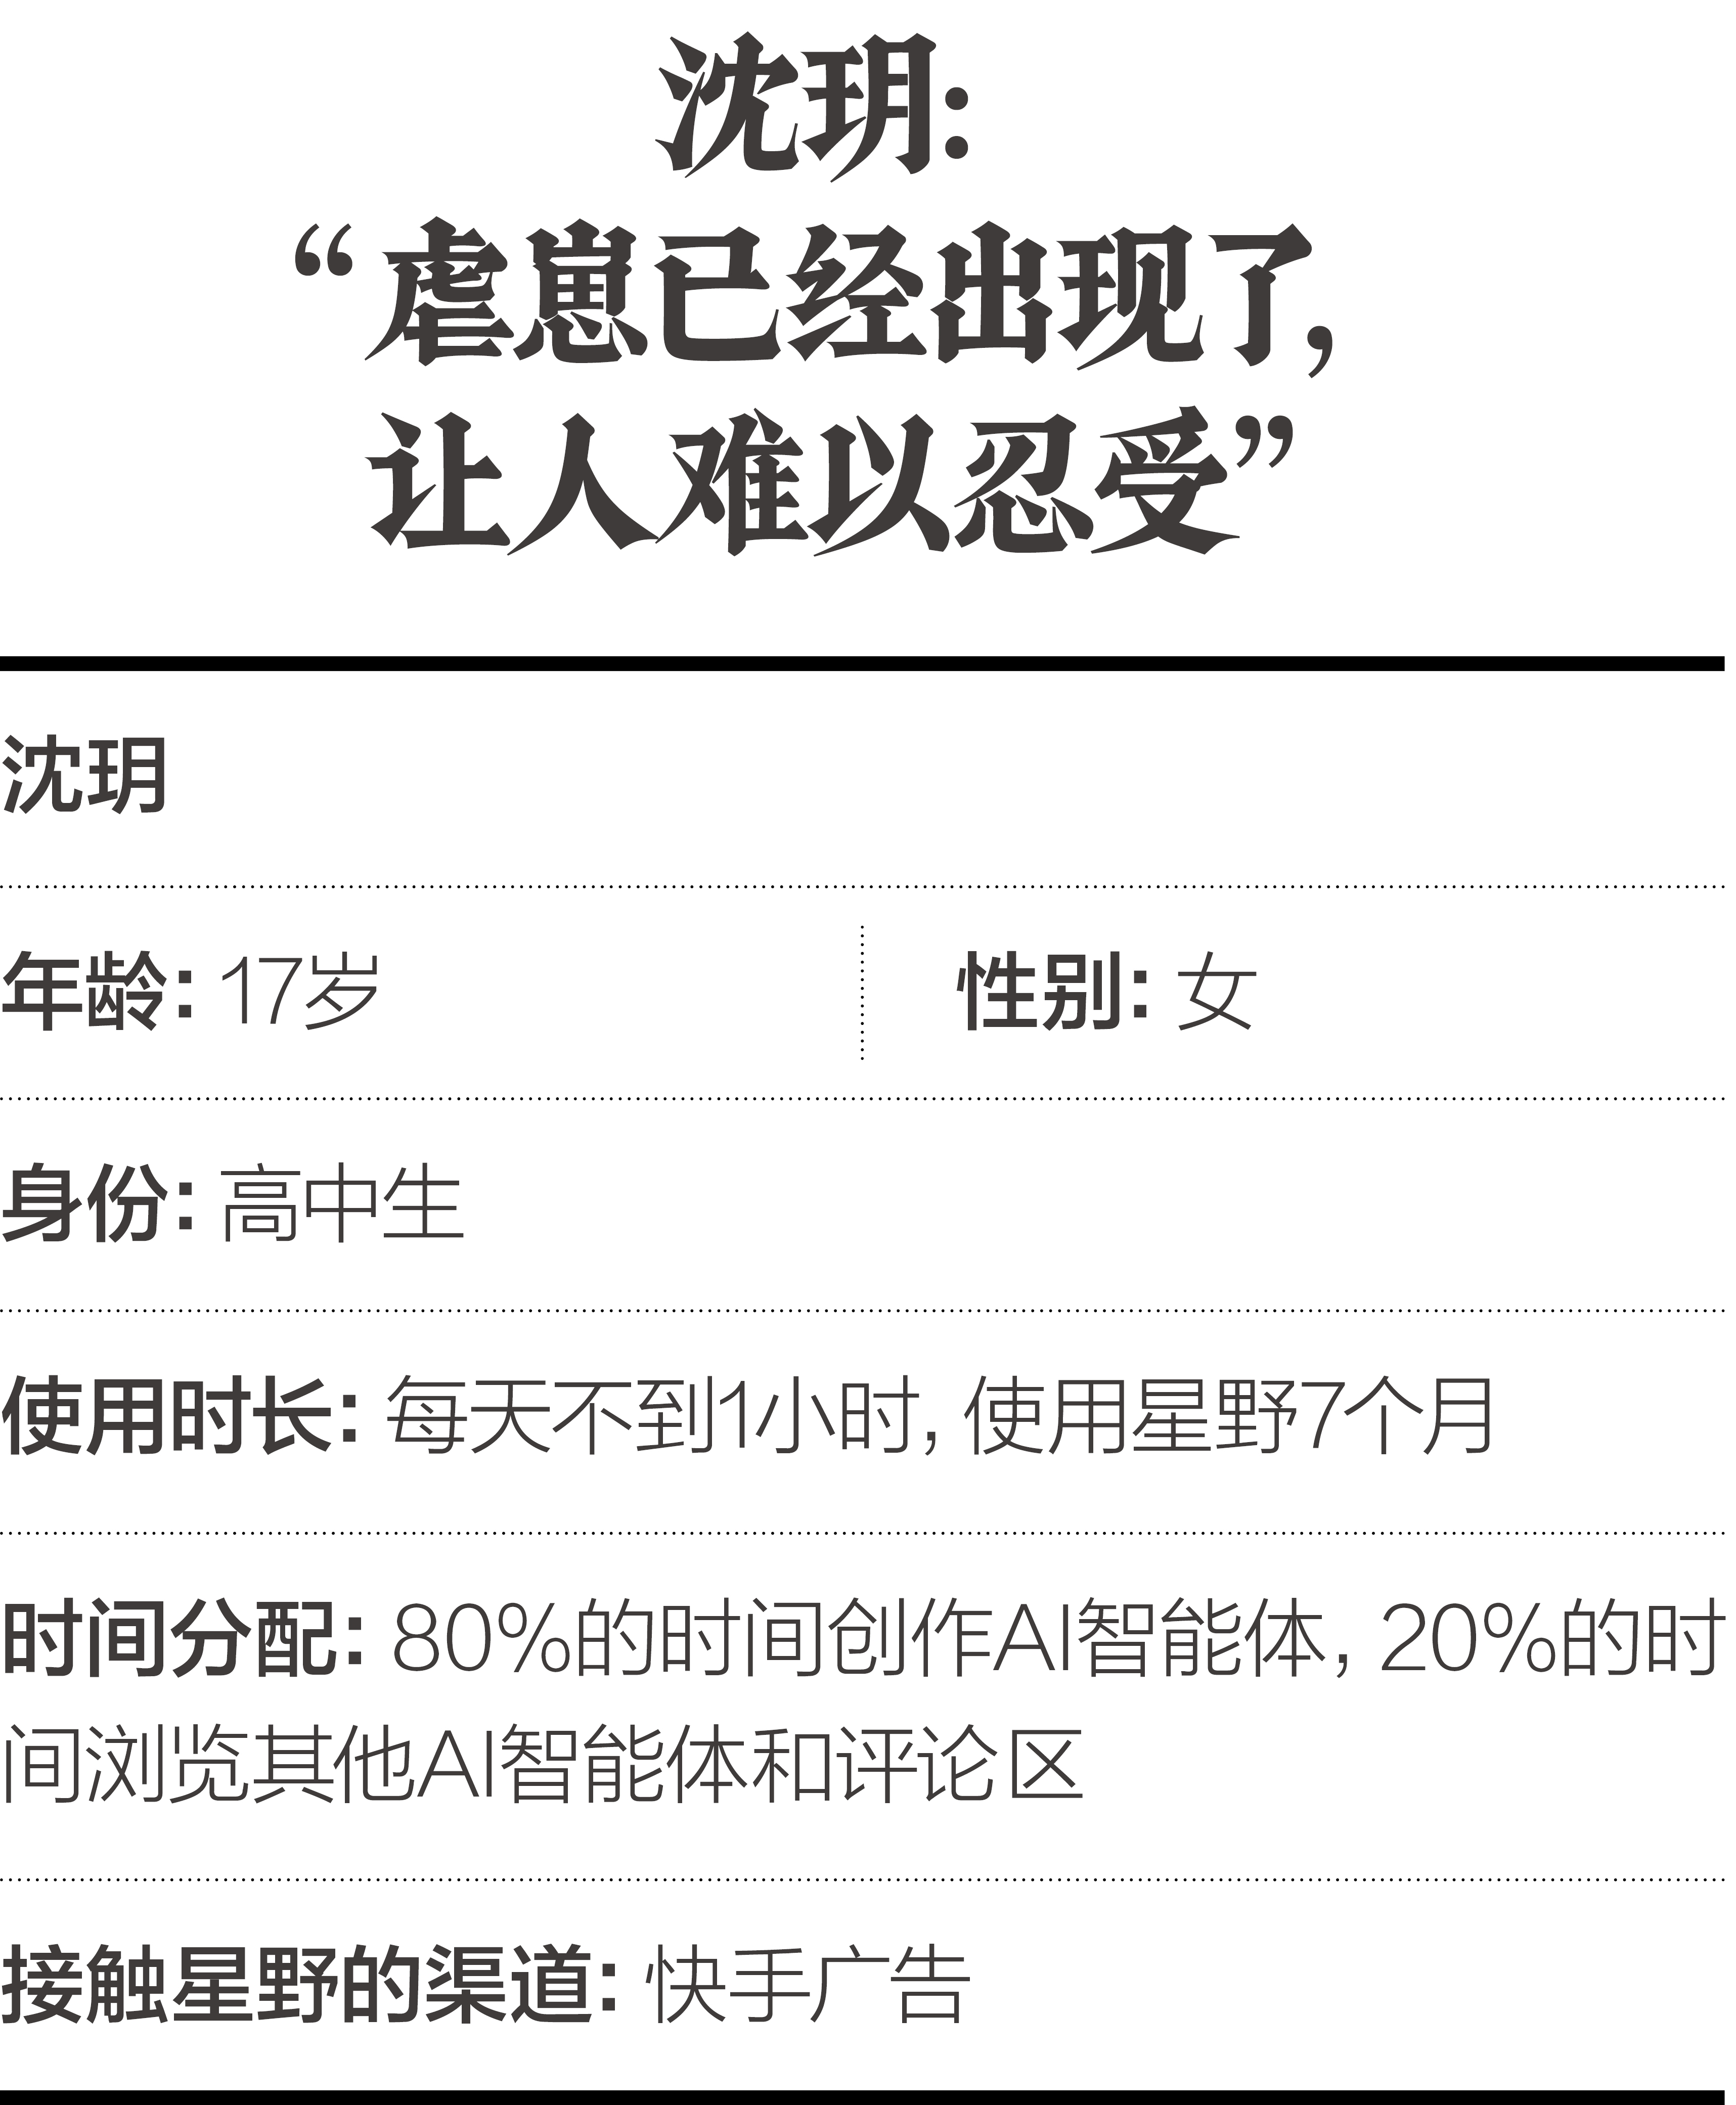 沈玥:
“虐崽已经出现了,
让人难以忍受”
沈玥
年龄: 17岁
性别: 女
身份: 高中生
使用时长: 每天不到1小时, 使用星野7个月
时间分配: 80%的时间创作AI智能体, 20%的时
间浏览其他AI智能体和评论区
接触星野的渠道: 快手广告